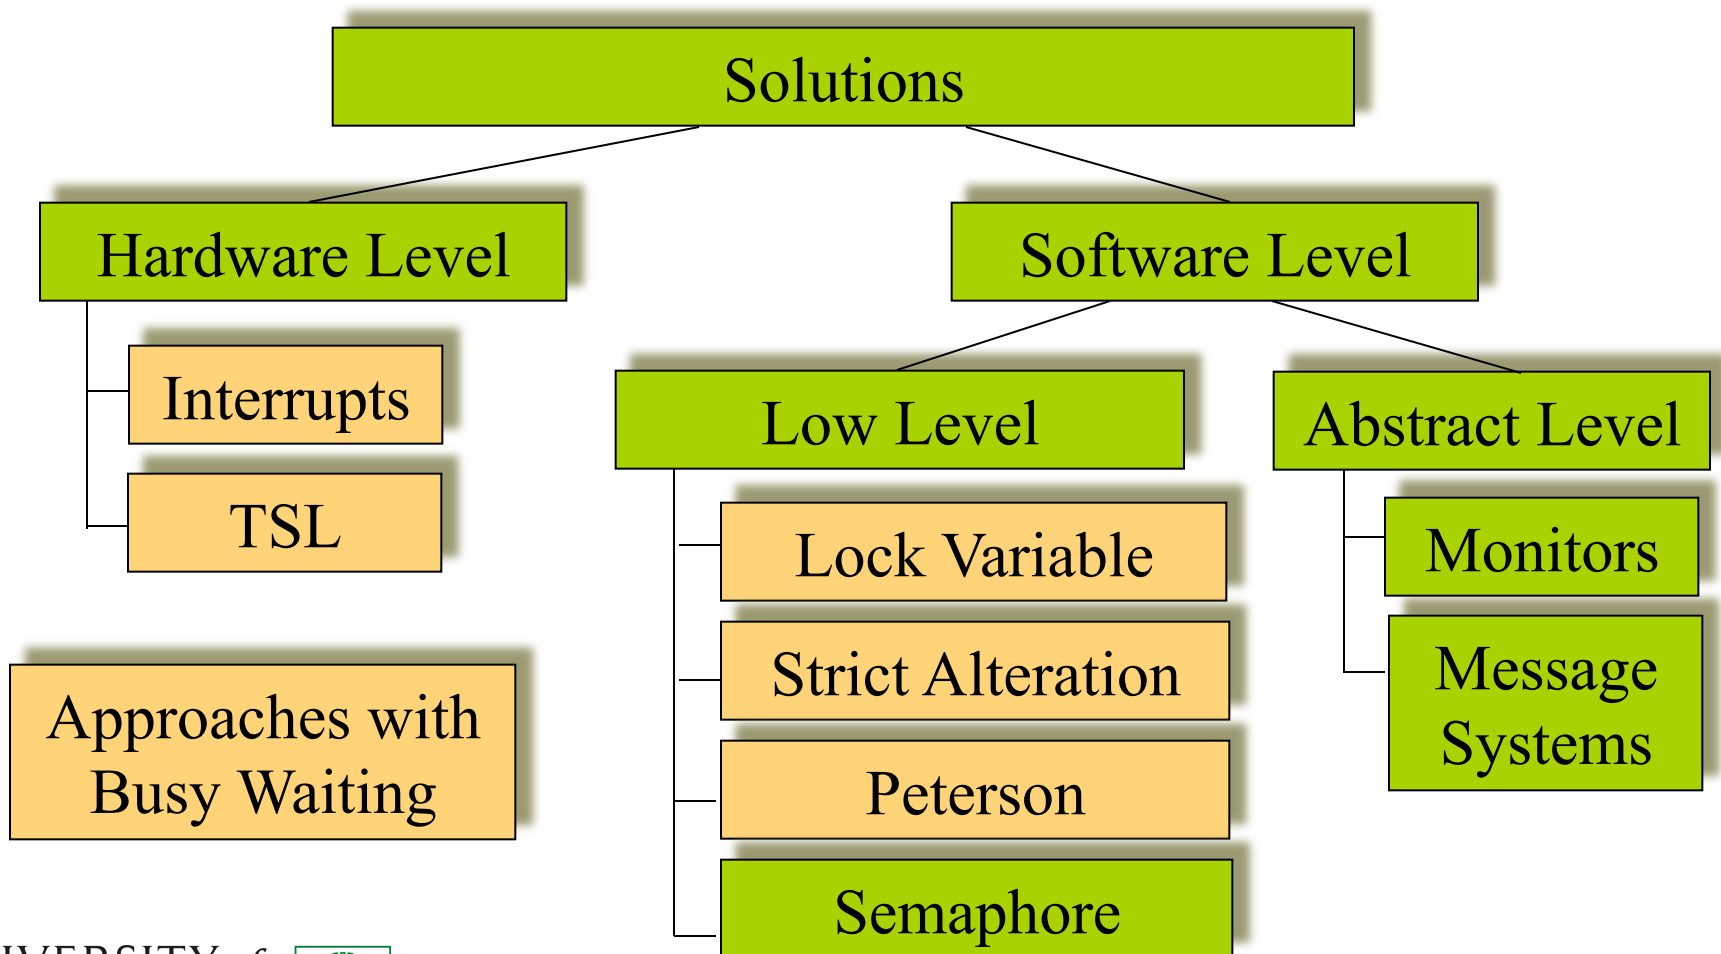 Solutions
Hardware Level
Software Level
Interrupts
TSL
Low Level
Abstract Level
Lock Variable
Strict Alteration
Peterson
Semaphore
Monitors
Message
Systems
Approaches with
Busy Waiting